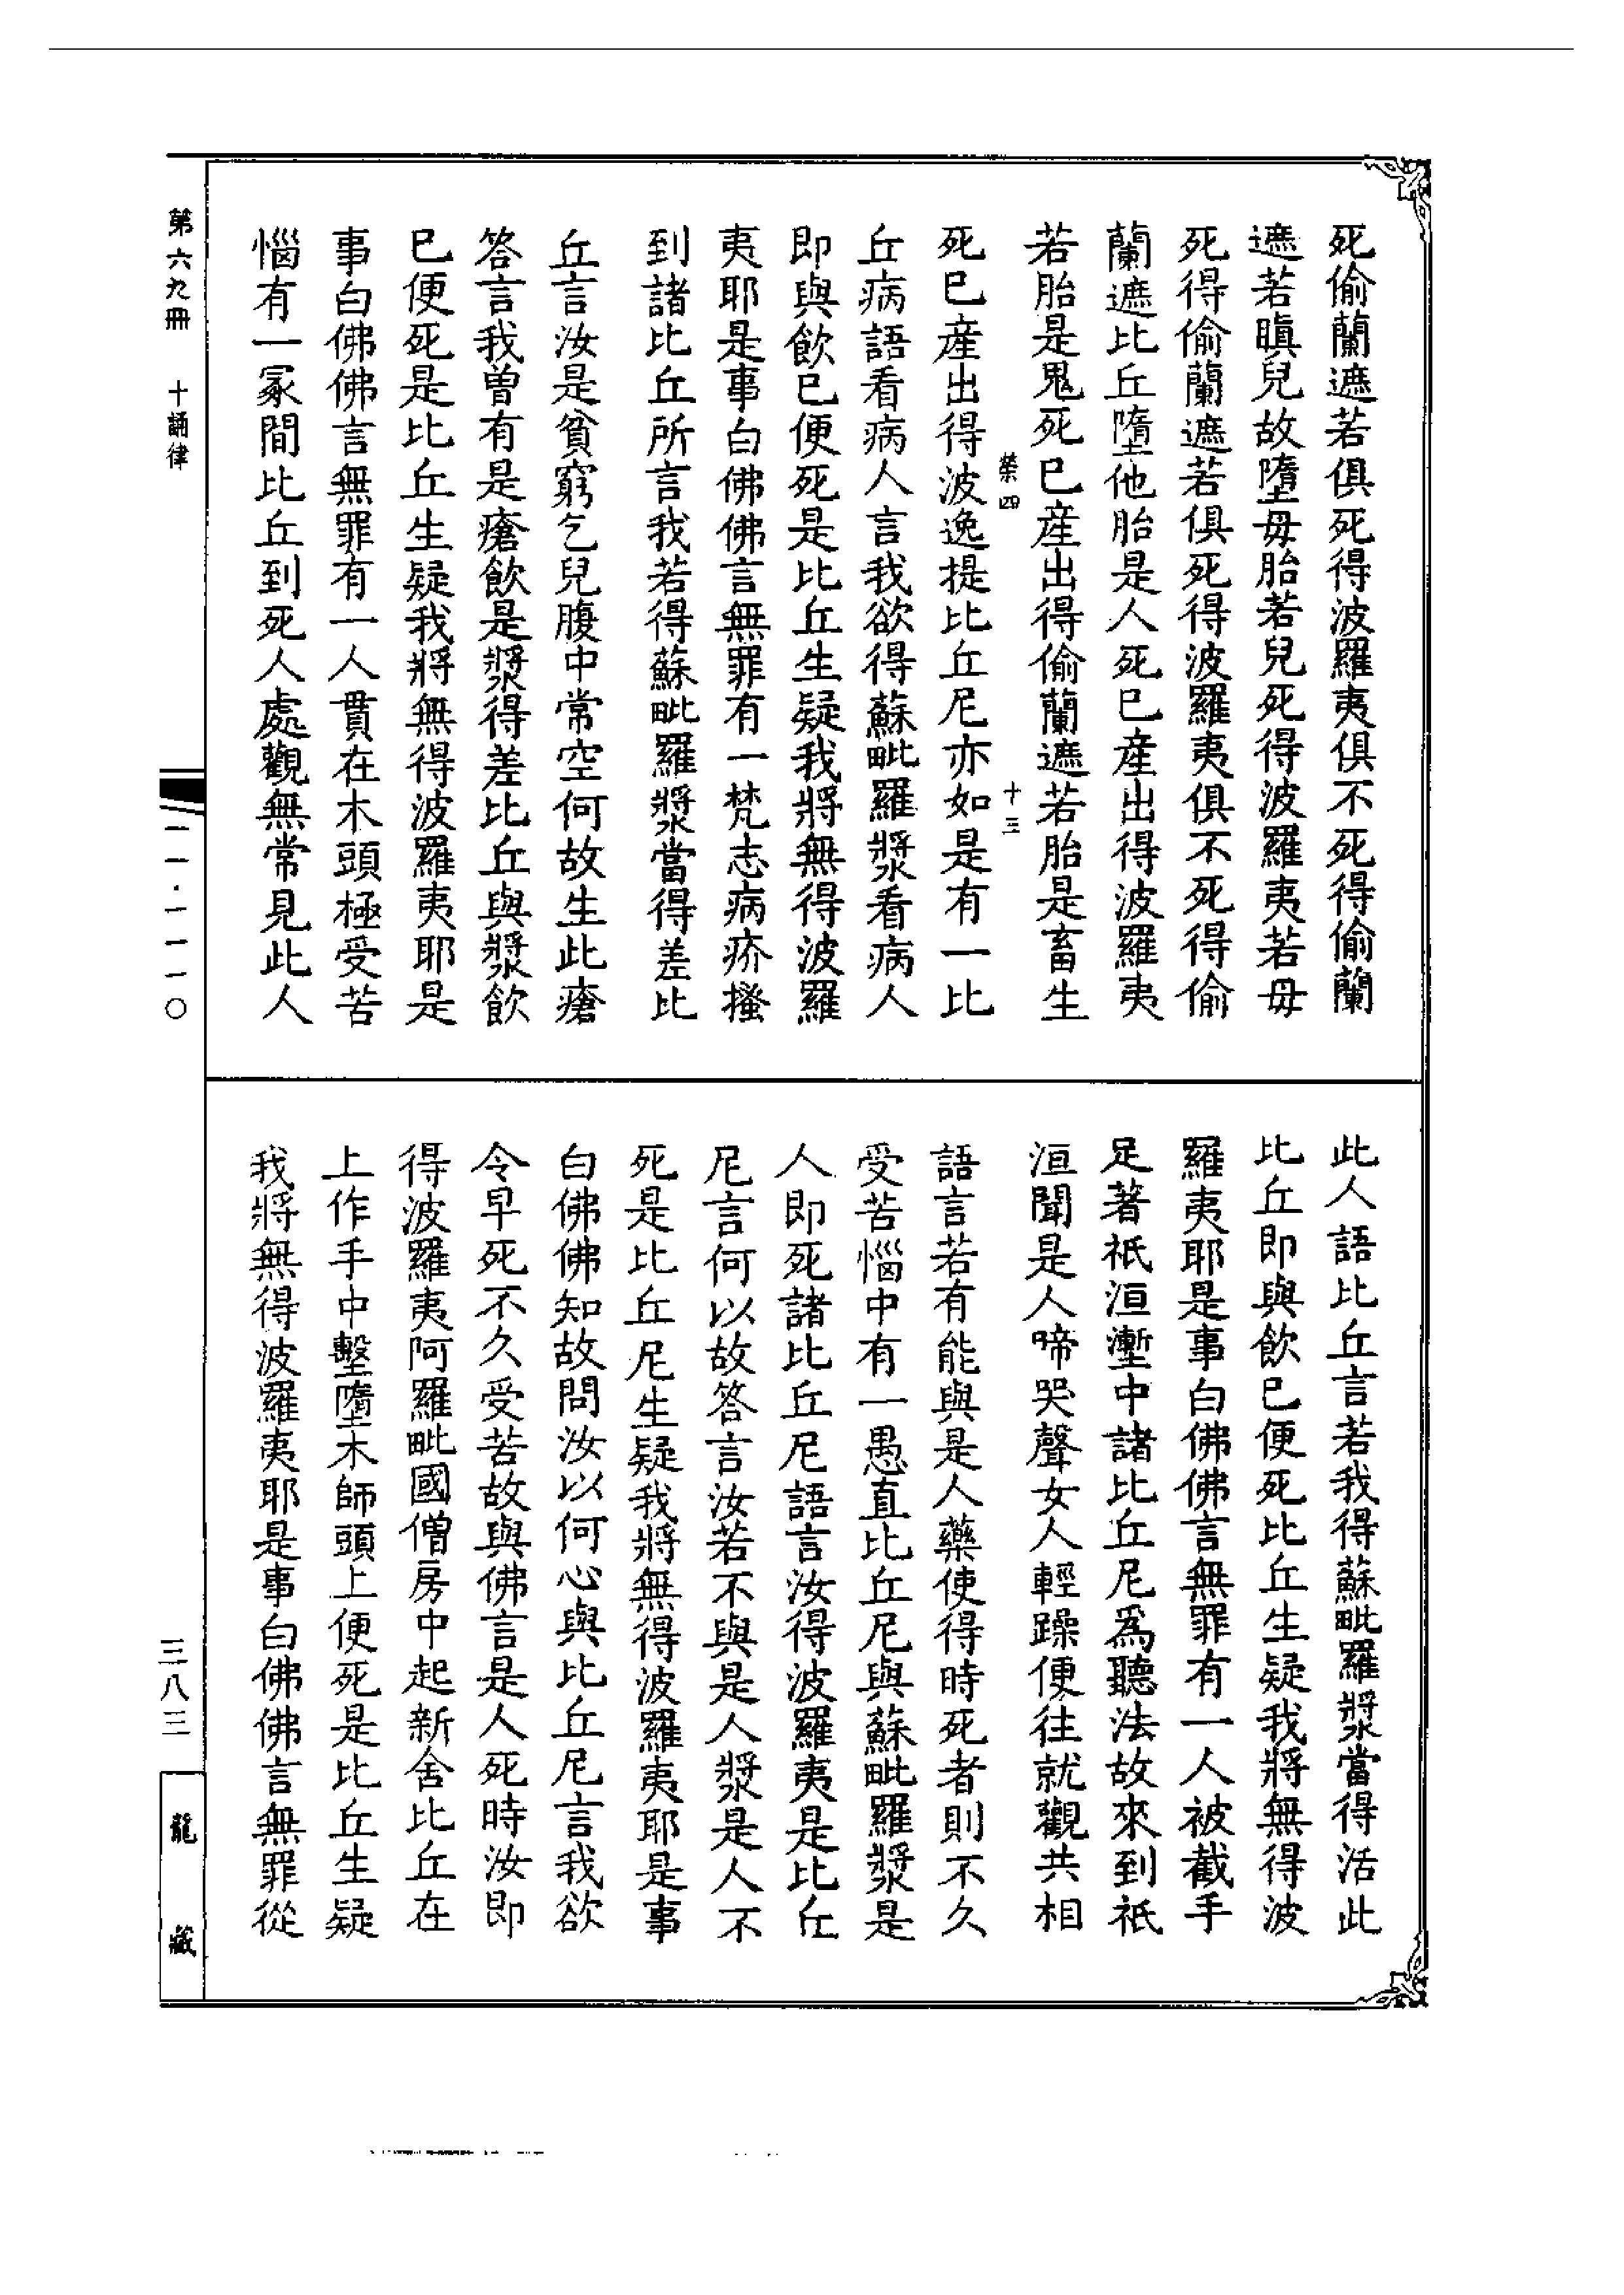 死偷蘭遮若俱死得波羅夷俱不死得偷蘭
遮若瞋兒故墮毋胎若兒死得波羅夷若毋
死得偷蘭遮若俱死得波羅夷俱不死得偷
蘭遮比丘墮他胎是人死巳產出得波羅夷
若胎是鬼死巳產出得偷蘭遮若胎是畜生
榮四
十三
死巳產出得波逸提比丘尼亦如是有一比
丘病語看病人言我欲得蘇毗羅漿看病人
即與飲巳便死是比丘生疑我將無得波羅
夷耶是事白佛佛言無罪有一梵志病疥搔
到諸比丘所言我若得蘇毗羅漿當得差比
丘言汝是貧窮乞兒腹中常空何故生此瘡
答言我曾有是瘡飲是漿得差比丘與漿飲
巳便死是比丘生疑我將無得波羅夷耶是
事白佛佛言無罪有一人貫在木頭極受苦
惱有一冢間比丘到死人處觀無常見此人
此人語比丘言若我得蘇毗羅漿當得活此
比丘即與飲巳便死比丘生疑我將無得波
羅夷耶是事白佛佛言無罪有一人被截手
足著祇洹壍中諸比丘尼爲聽法故來到祇
洹聞是人啼哭聲女人輕躁便往就觀共相
語言若有能與是人藥使得時死者則不久
受苦惱中有一愚直比丘尼與蘇毗羅漿是
人即死諸比丘尼語言汝得波羅夷是比丘
尼言何以故答言汝若不與是人漿是人不
死是比丘尼生疑我將無得波羅夷耶是事
白佛佛知故問汝以何心與比丘尼言我欲
令早死不久受苦故與佛言是人死時汝即
得波羅夷阿羅毗國僧房中起新舍比丘在
上作手中墼墮木師頭上便死是比丘生疑
我將無得波羅夷耶是事白佛佛言無罪從
第六九冊 十誦律
一一一·一一一〇
三八三
龍藏